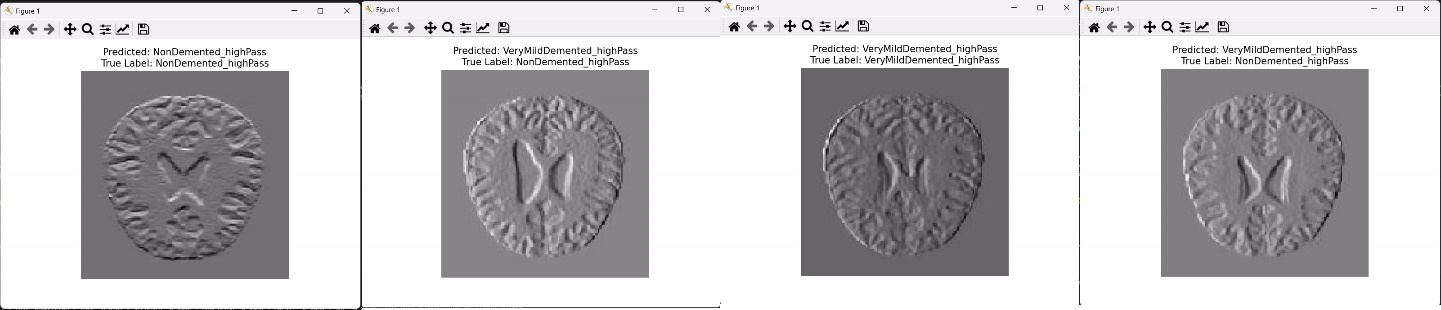 Figure 1
Predicted: NonDemented_highPass
True Label: NonDemented_highPass
Figure 1
Predicted: VeryMildDemented_highPass
True Label: NonDemented_highPass
Figure 1
Predicted: VeryMildDemented_highPass
True Label: VeryMildDemented_highPass
Figure 1
Predicted: VeryMildDemented_highPass
True Label: NonDemented_highPass